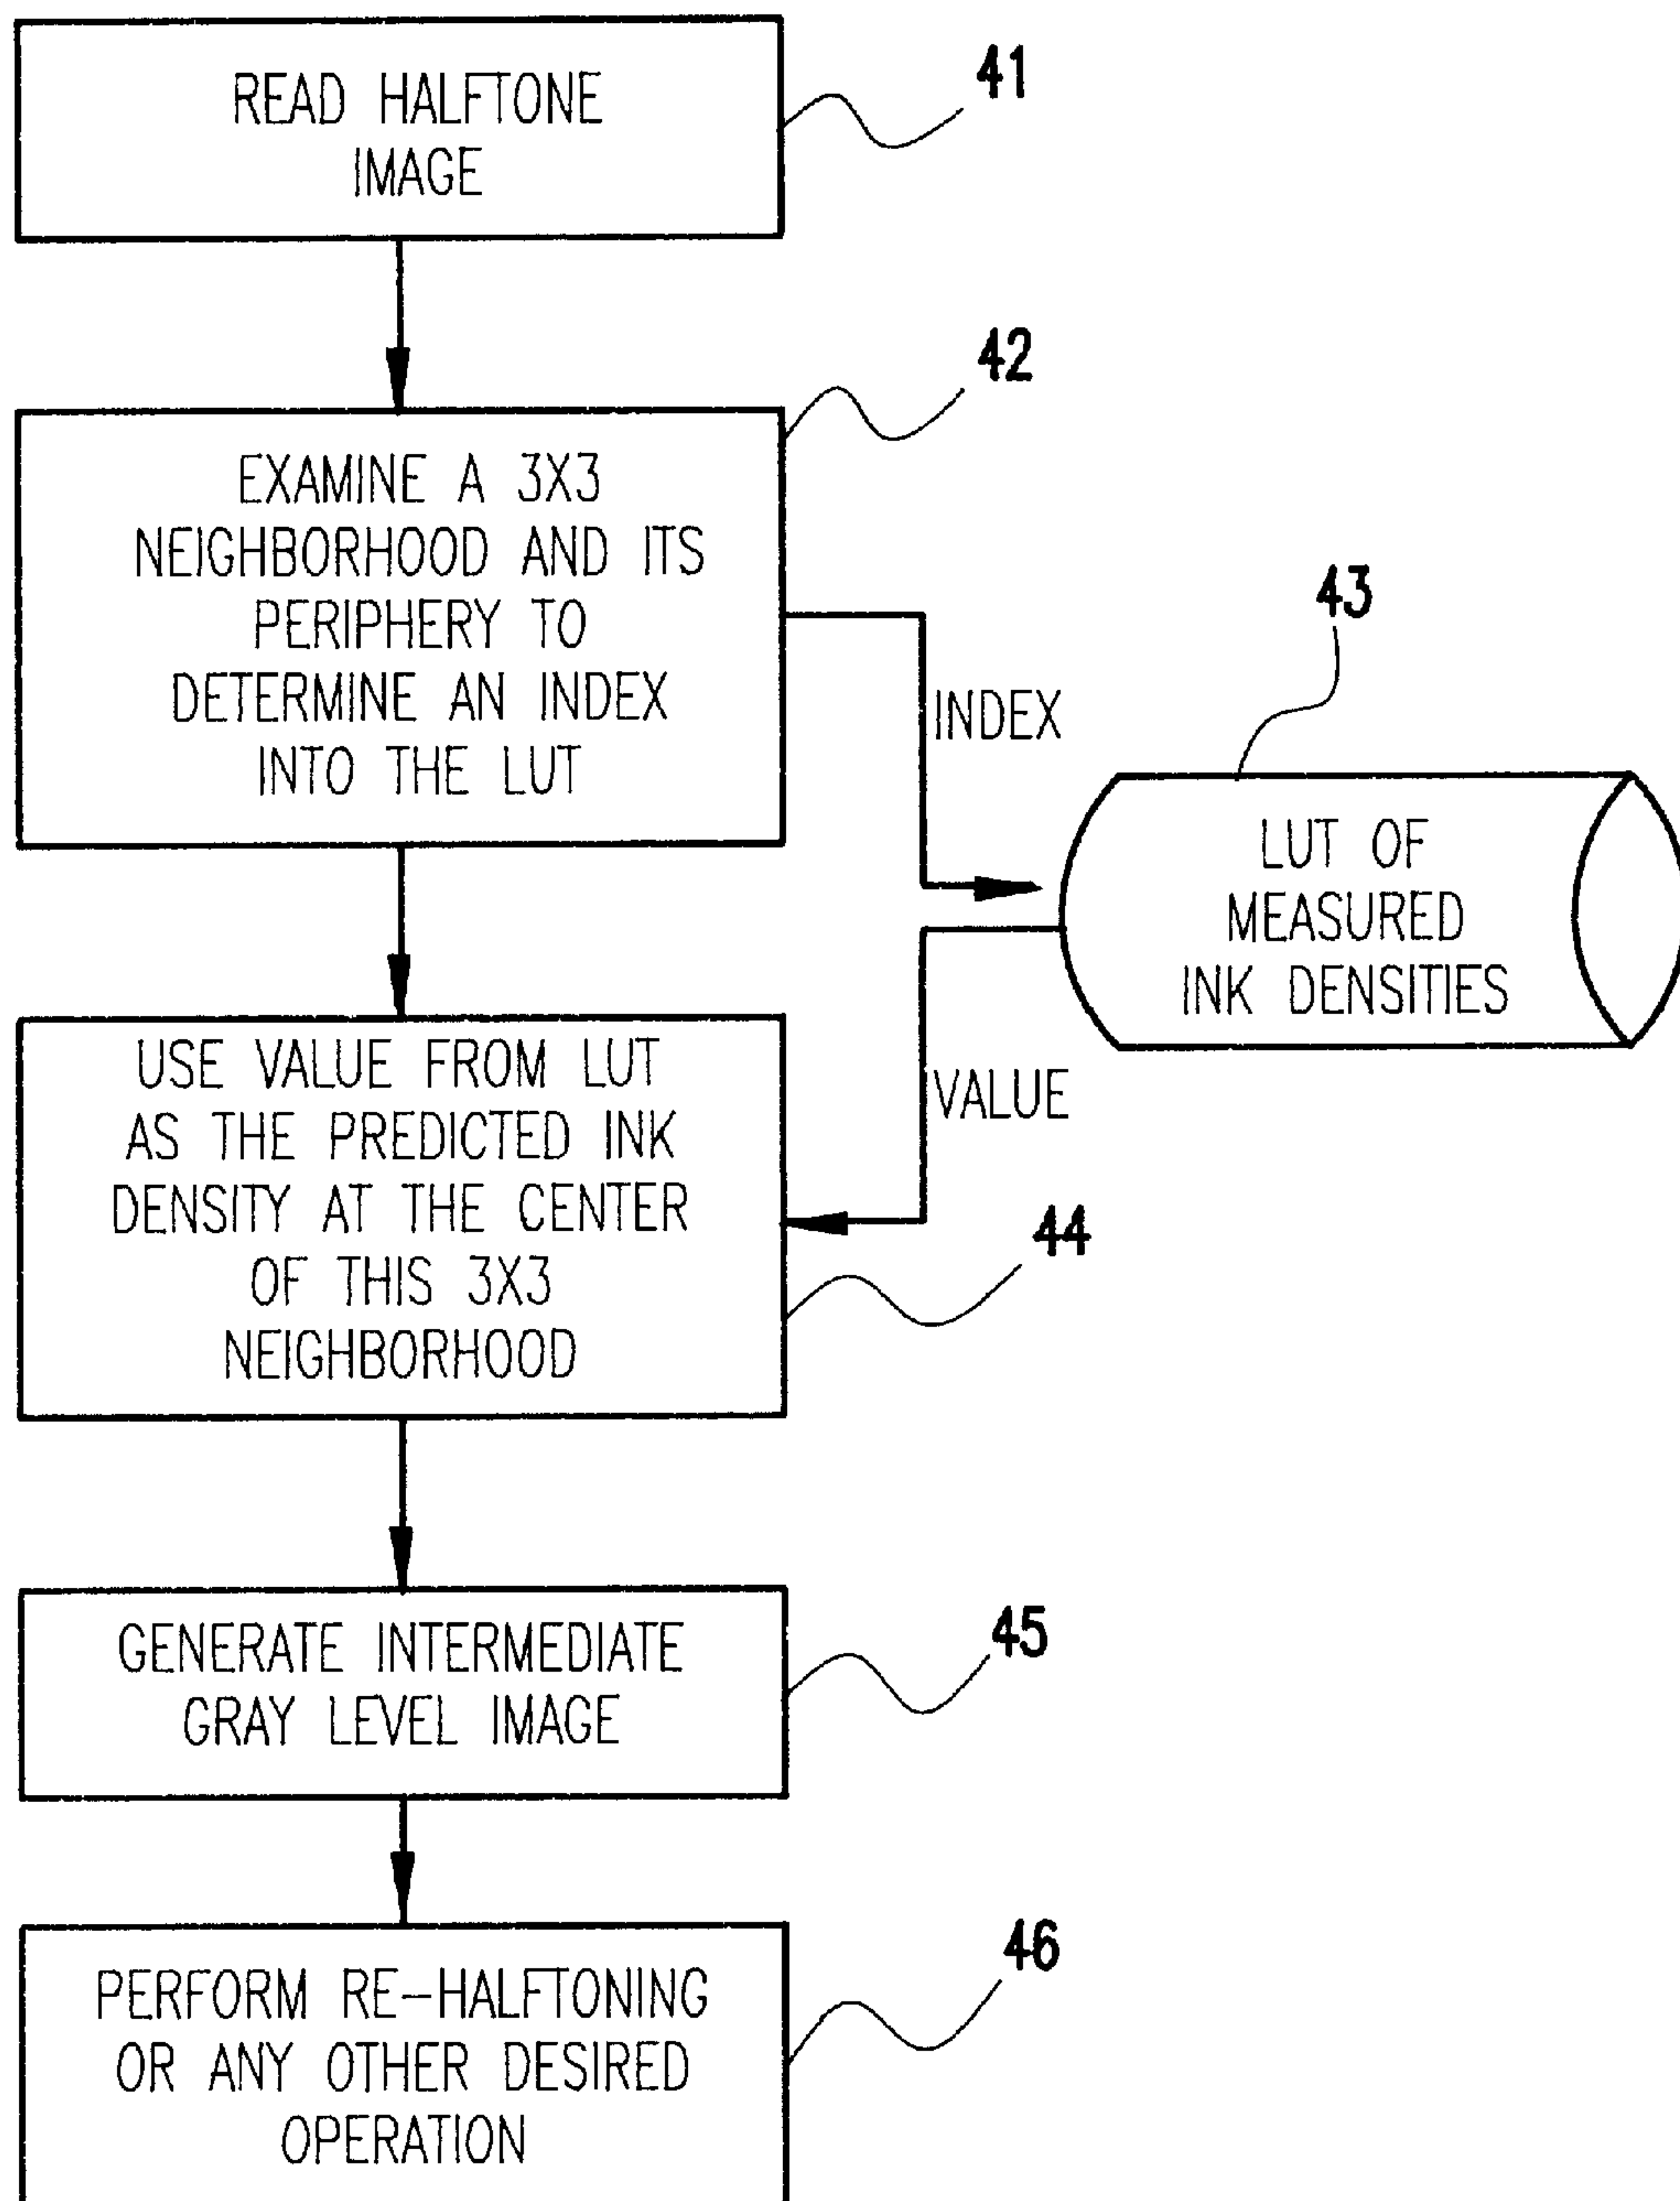 READ HALFTONE
IMAGE
41
42
EXAMINE A 3X3
NEIGHBORHOOD AND ITS
PERIPHERY TO
DETERMINE AN INDEX
INTO THE LUT
INDEX
43
LUT OF
MEASURED
INK DENSITIES
VALUE
USE VALUE FROM LUT
AS THE PREDICTED INK
DENSITY AT THE CENTER
OF THIS 3X3
NEIGHBORHOOD
44
GENERATE INTERMEDIATE
GRAY LEVEL IMAGE
45
PERFORM RE-HALFTONING
OR ANY OTHER DESIRED
OPERATION
46